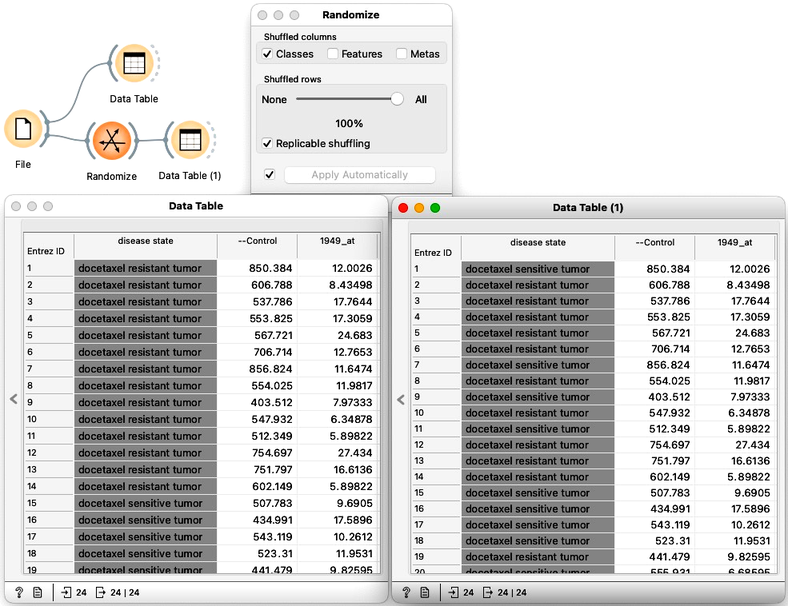 Randomize
Shuffled columns
Classes Features Metas
Shuffled rows
None All
100%
Replicable shuffling
Apply Automatically
Data Table
File
Randomize
Data Table (1)
Data Table
Entrez ID disease state --Control 1949_at
1 docetaxel resistant tumor 850.384 12.0026
2 docetaxel resistant tumor 606.788 8.43498
3 docetaxel resistant tumor 537.786 17.7644
4 docetaxel resistant tumor 553.825 17.3059
5 docetaxel resistant tumor 567.721 24.683
6 docetaxel resistant tumor 706.714 12.7653
7 docetaxel resistant tumor 856.824 11.6474
8 docetaxel resistant tumor 554.025 11.9817
9 docetaxel resistant tumor 403.512 7.97333
10 docetaxel resistant tumor 547.932 6.34878
11 docetaxel resistant tumor 512.349 5.89822
12 docetaxel resistant tumor 754.697 27.434
13 docetaxel resistant tumor 751.797 16.6136
14 docetaxel resistant tumor 602.149 5.89822
15 docetaxel sensitive tumor 507.783 9.6905
16 docetaxel sensitive tumor 434.991 17.5896
17 docetaxel sensitive tumor 543.119 10.2612
18 docetaxel sensitive tumor 523.31 11.9531
19 docetaxel sensitive tumor 441.479 9.82595
? 24 24 | 24
Data Table (1)
Entrez ID disease state --Control 1949_at
1 docetaxel sensitive tumor 850.384 12.0026
2 docetaxel resistant tumor 606.788 8.43498
3 docetaxel resistant tumor 537.786 17.7644
4 docetaxel resistant tumor 553.825 17.3059
5 docetaxel resistant tumor 567.721 24.683
6 docetaxel resistant tumor 706.714 12.7653
7 docetaxel sensitive tumor 856.824 11.6474
8 docetaxel resistant tumor 554.025 11.9817
9 docetaxel sensitive tumor 403.512 7.97333
10 docetaxel resistant tumor 547.932 6.34878
11 docetaxel sensitive tumor 512.349 5.89822
12 docetaxel resistant tumor 754.697 27.434
13 docetaxel resistant tumor 751.797 16.6136
14 docetaxel resistant tumor 602.149 5.89822
15 docetaxel sensitive tumor 507.783 9.6905
16 docetaxel sensitive tumor 434.991 17.5896
17 docetaxel sensitive tumor 543.119 10.2612
18 docetaxel sensitive tumor 523.31 11.9531
19 docetaxel resistant tumor 441.479 9.82595
20
? 24 24 | 24